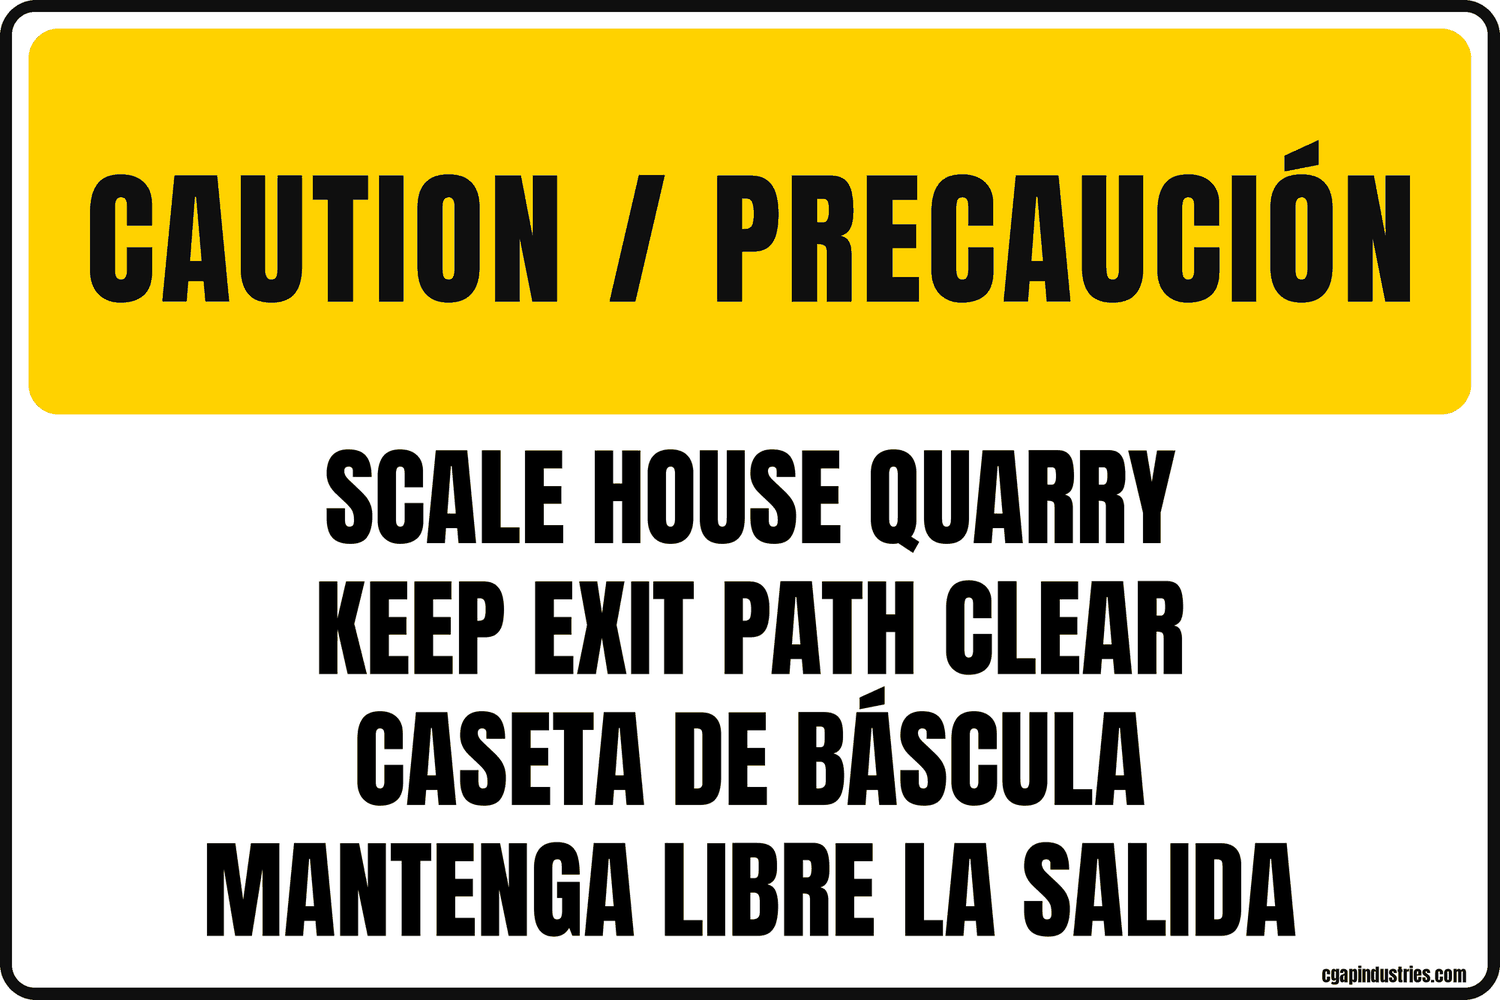 CAUTION / PRECAUCIÓN
SCALE HOUSE QUARRY
KEEP EXIT PATH CLEAR
CASETA DE BÁSCULA
MANTENGA LIBRE LA SALIDA
cgapindustries.com